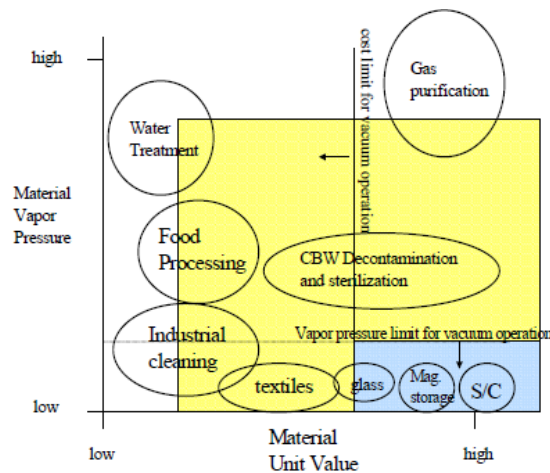 high
Gas
purification
cost limit for vacuum operation
Water
Treatment
Material
Vapor
Pressure
Food
Processing
CBW Decontamination
and sterilization
Vapor pressure limit for vacuum operation
Industrial
cleaning
textiles
glass
Mag.
storage
S/C
low
low
Material
Unit Value
high